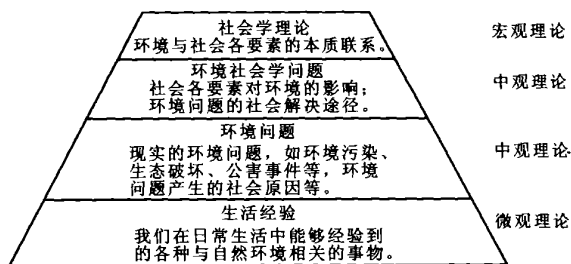 社会学理论
环境与社会各要素的本质联系。
宏观理论
环境社会学问题
社会各要素对环境的影响；
环境问题的社会解决途径。
中观理论
环境问题
现实的环境问题，如环境污染、
生态破坏、公害事件等，环境
问题产生的社会原因等。
中观理论
生活经验
我们在日常生活中能够经验到
的各种与自然环境相关的事物。
微观理论